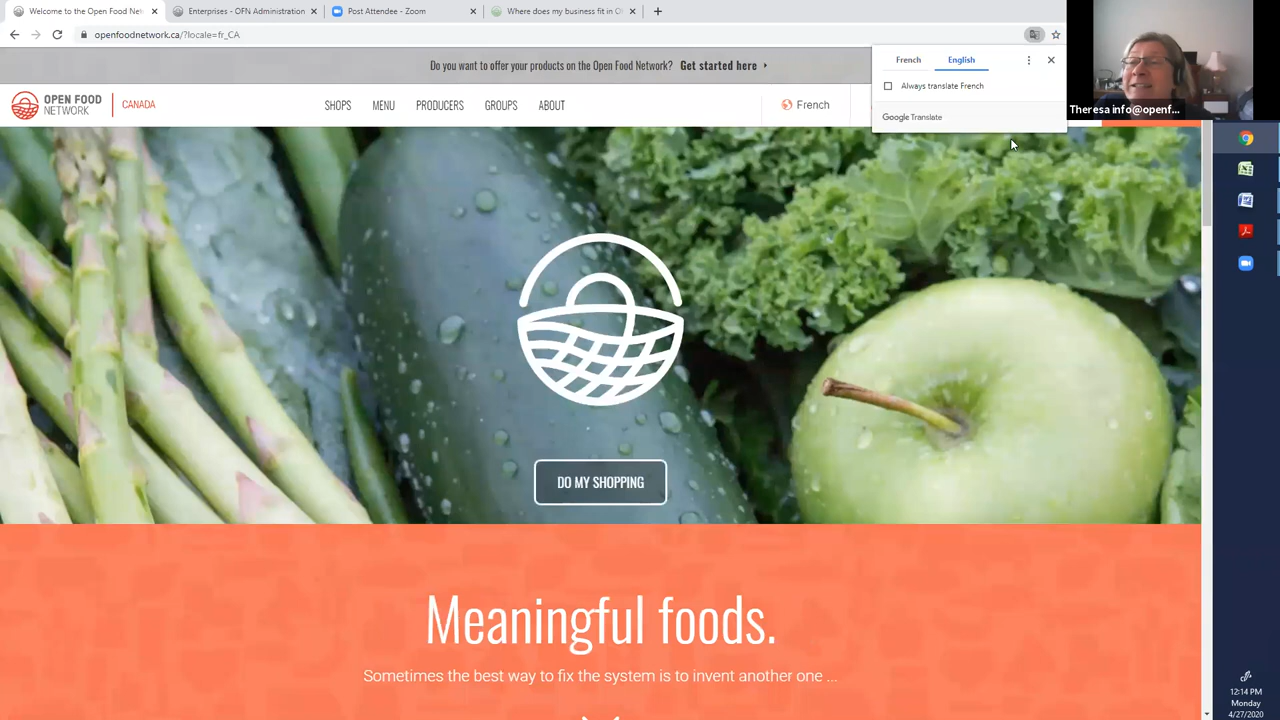 Welcome to the Open Food Net
Enterprises - OFN Administration
Post Attendee - Zoom
Where does my business fit in O
openfoodnetwork.ca/?locale=fr_CA
Do you want to offer your products on the Open Food Network? Get started here
French
English
Always translate French
Google Translate
Theresa info@openf...
OPEN FOOD
NETWORK
CANADA
SHOPS
MENU
PRODUCERS
GROUPS
ABOUT
French
DO MY SHOPPING
Meaningful foods.
Sometimes the best way to fix the system is to invent another one ...
12:14 PM
Monday
4/27/2020